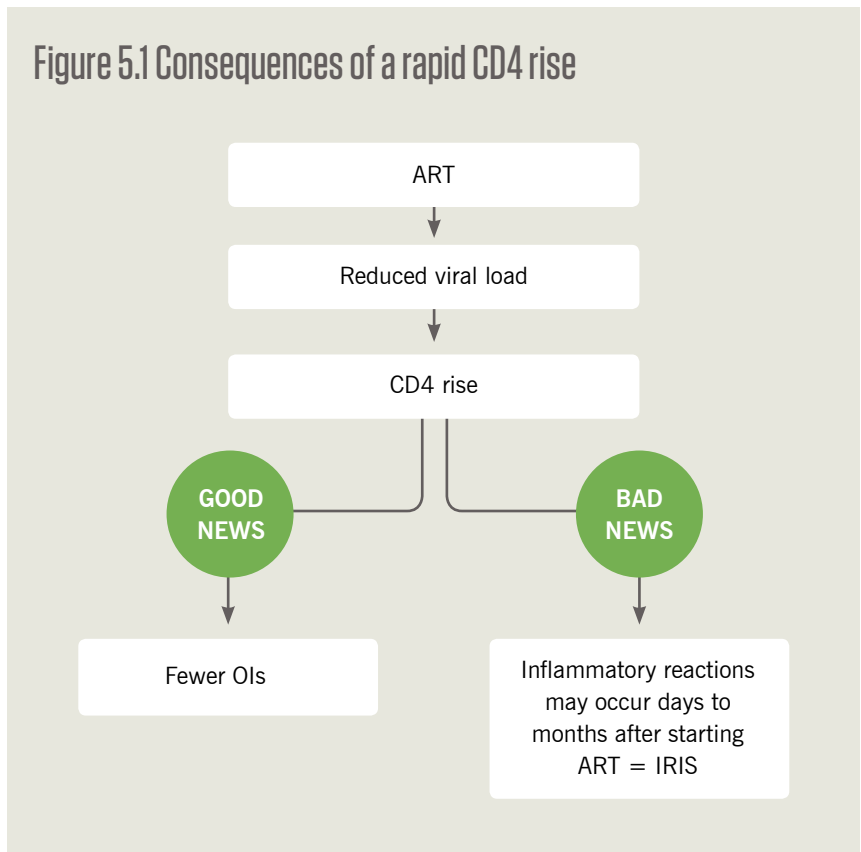 Figure 5.1 Consequences of a rapid CD4 rise
ART
Reduced viral load
CD4 rise
GOOD
NEWS
BAD
NEWS
Fewer OIs
Inflammatory reactions
may occur days to
months after starting
ART = IRIS